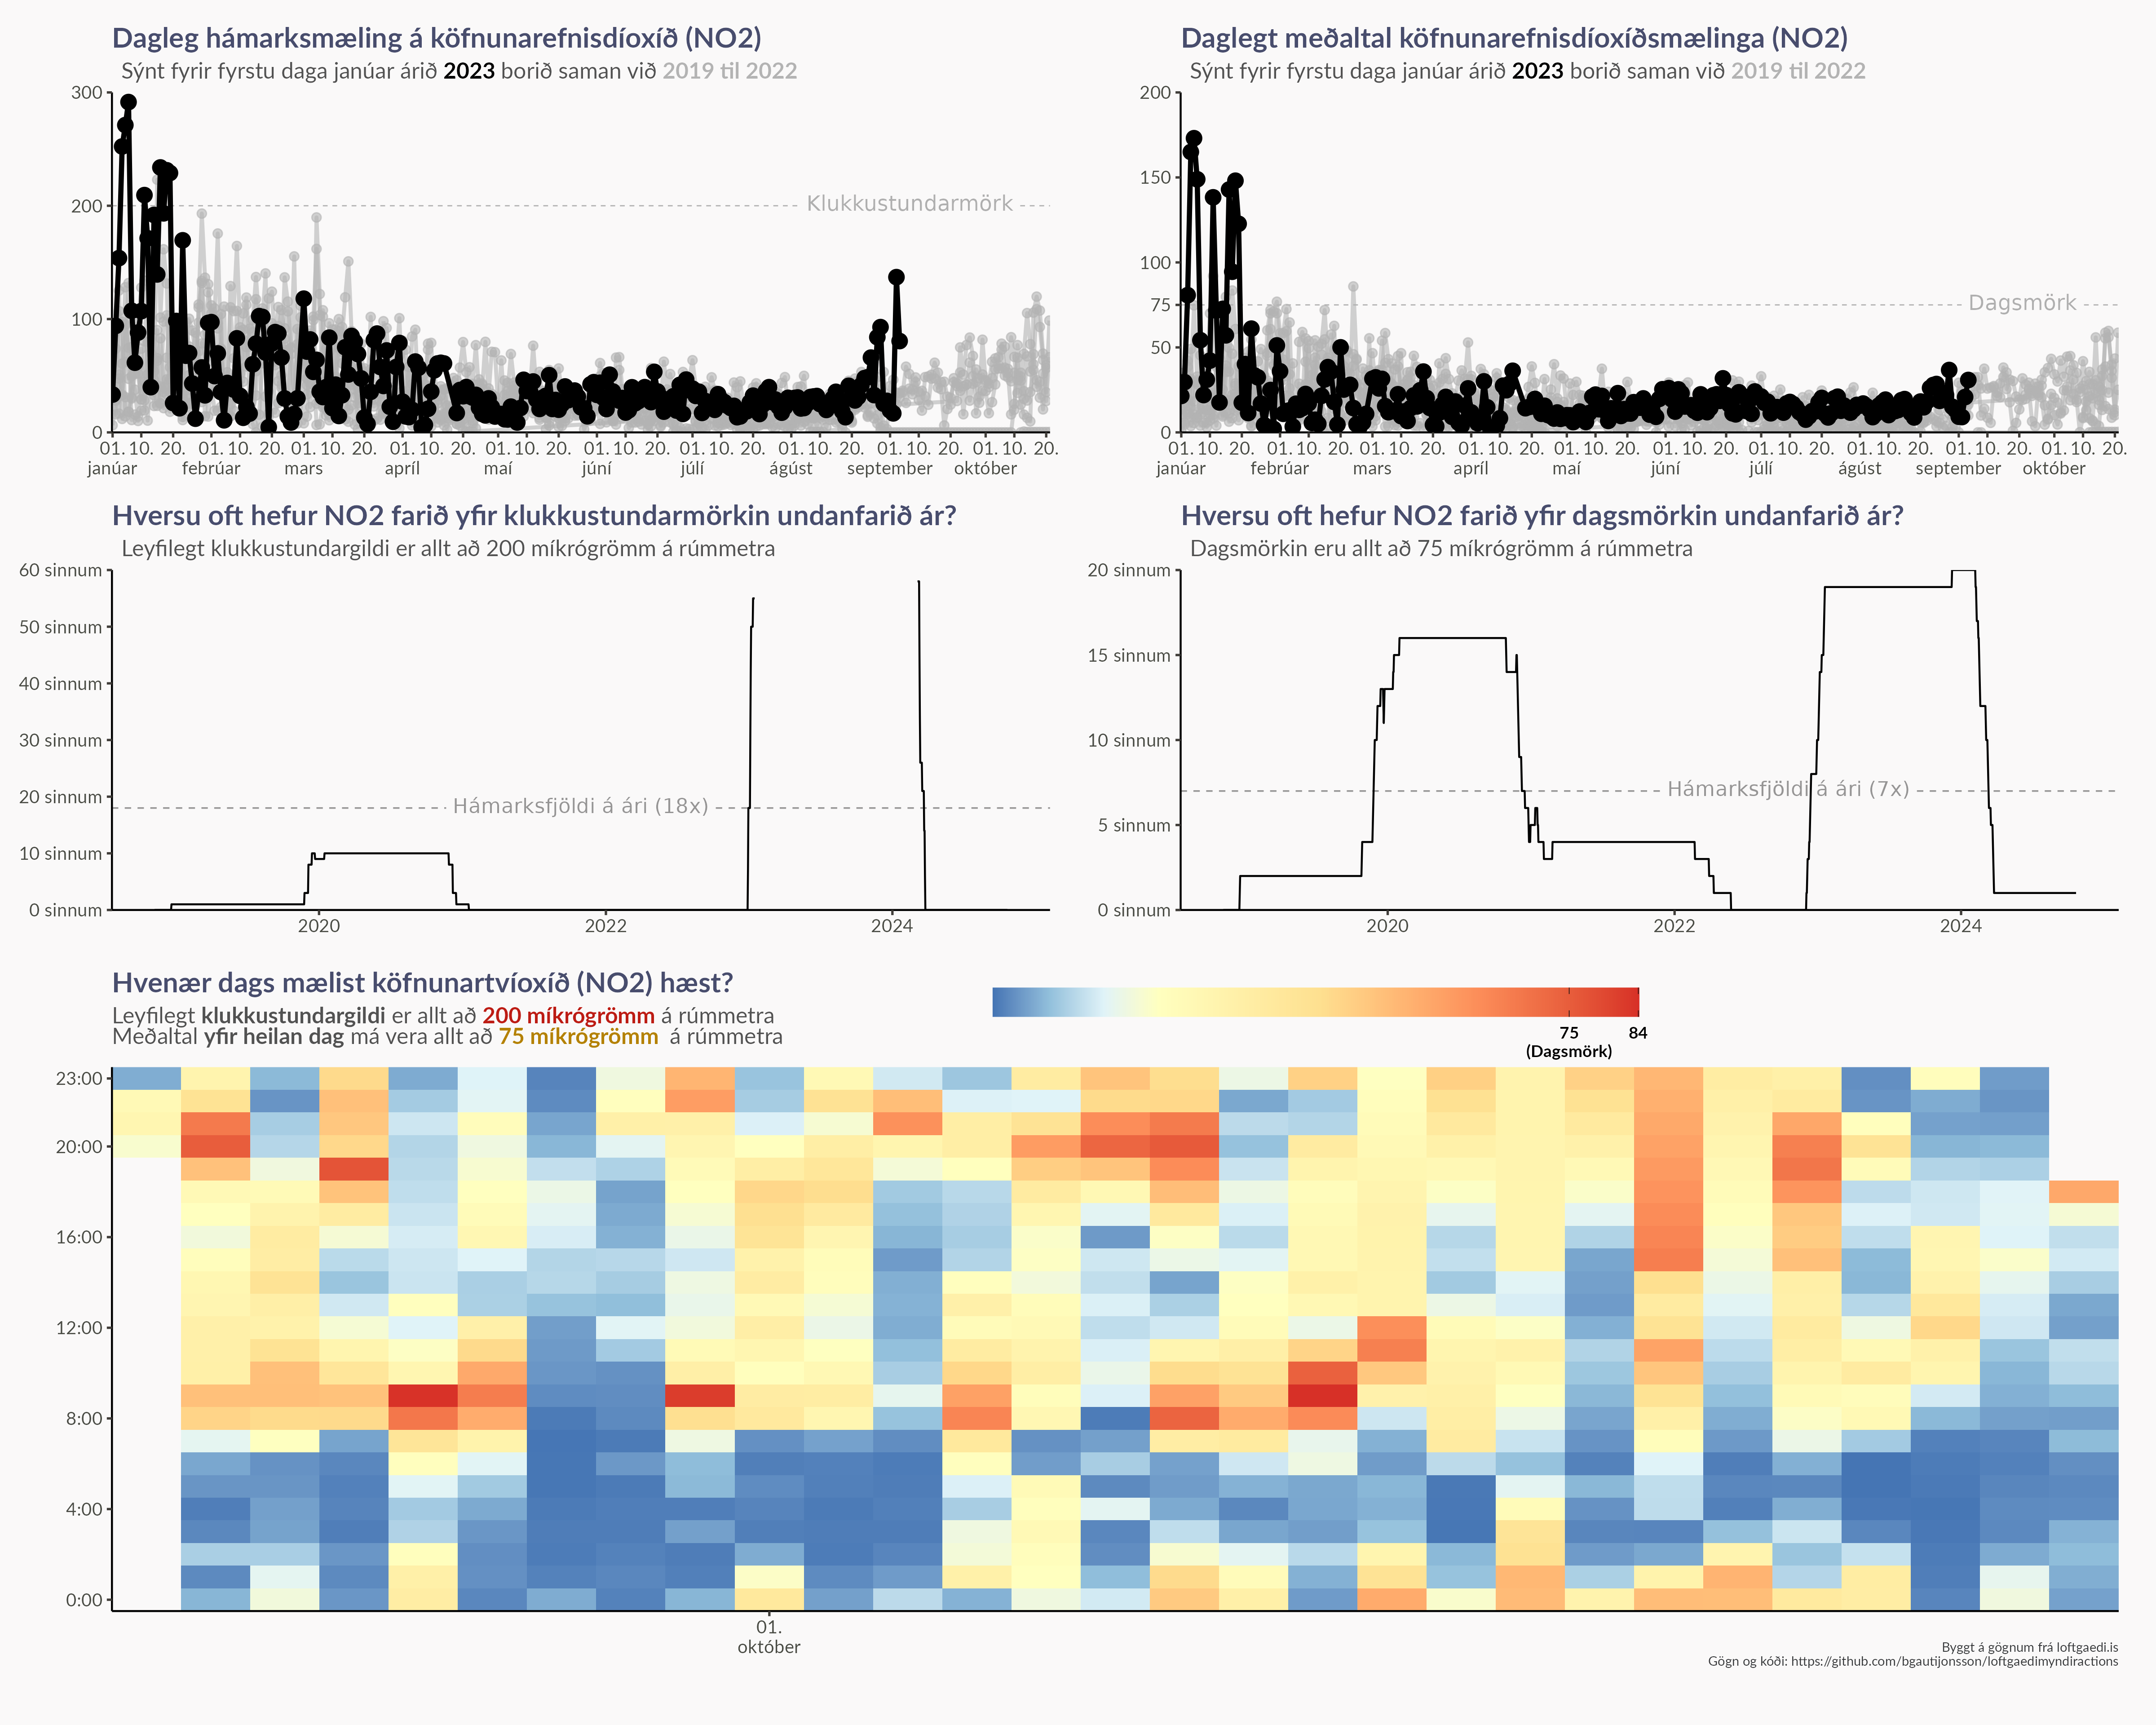 Dagleg hámarksmæling á köfnunarefnisdíoxíð (NO2)
Sýnt fyrir fyrstu daga janúar árið 2023 borið saman við 2019 til 2022
300
200
100
0
Klukkustundarmörk
01. 10. 20. 01. 10. 20. 01. 10. 20. 01. 10. 20. 01. 10. 20. 01. 10. 20. 01. 10. 20. 01. 10. 20. 01. 10. 20. 01. 10. 20.
janúar febrúar mars apríl maí júní júlí ágúst september október
Daglegt meðaltal köfnunarefnisdíoxíðsmælinga (NO2)
Sýnt fyrir fyrstu daga janúar árið 2023 borið saman við 2019 til 2022
200
150
100
75
50
0
Dagsmörk
01. 10. 20. 01. 10. 20. 01. 10. 20. 01. 10. 20. 01. 10. 20. 01. 10. 20. 01. 10. 20. 01. 10. 20. 01. 10. 20. 01. 10. 20.
janúar febrúar mars apríl maí júní júlí ágúst september október
Hversu oft hefur NO2 farið yfir klukkustundarmörkin undanfarið ár?
Leyfilegt klukkustundargildi er allt að 200 míkrógrömm á rúmmetra
60 sinnum
50 sinnum
40 sinnum
30 sinnum
20 sinnum
10 sinnum
0 sinnum
Hámarksfjöldi á ári (18x)
2020 2022 2024
Hversu oft hefur NO2 farið yfir dagsmörkin undanfarið ár?
Dagsmörkin eru allt að 75 míkrógrömm á rúmmetra
20 sinnum
15 sinnum
10 sinnum
5 sinnum
0 sinnum
Hámarksfjöldi á ári (7x)
2020 2022 2024
Hvenær dags mælist köfnunartvíoxíð (NO2) hæst?
Leyfilegt klukkustundargildi er allt að 200 míkrógrömm á rúmmetra
Meðaltal yfir heilan dag má vera allt að 75 míkrógrömm á rúmmetra
75 84
(Dagsmörk)
23:00
20:00
16:00
12:00
8:00
4:00
0:00
01.
október
Byggt á gögnum frá loftgaedi.is
Gögn og kóði: https://github.com/bgautijonsson/loftgaedimyndiractions